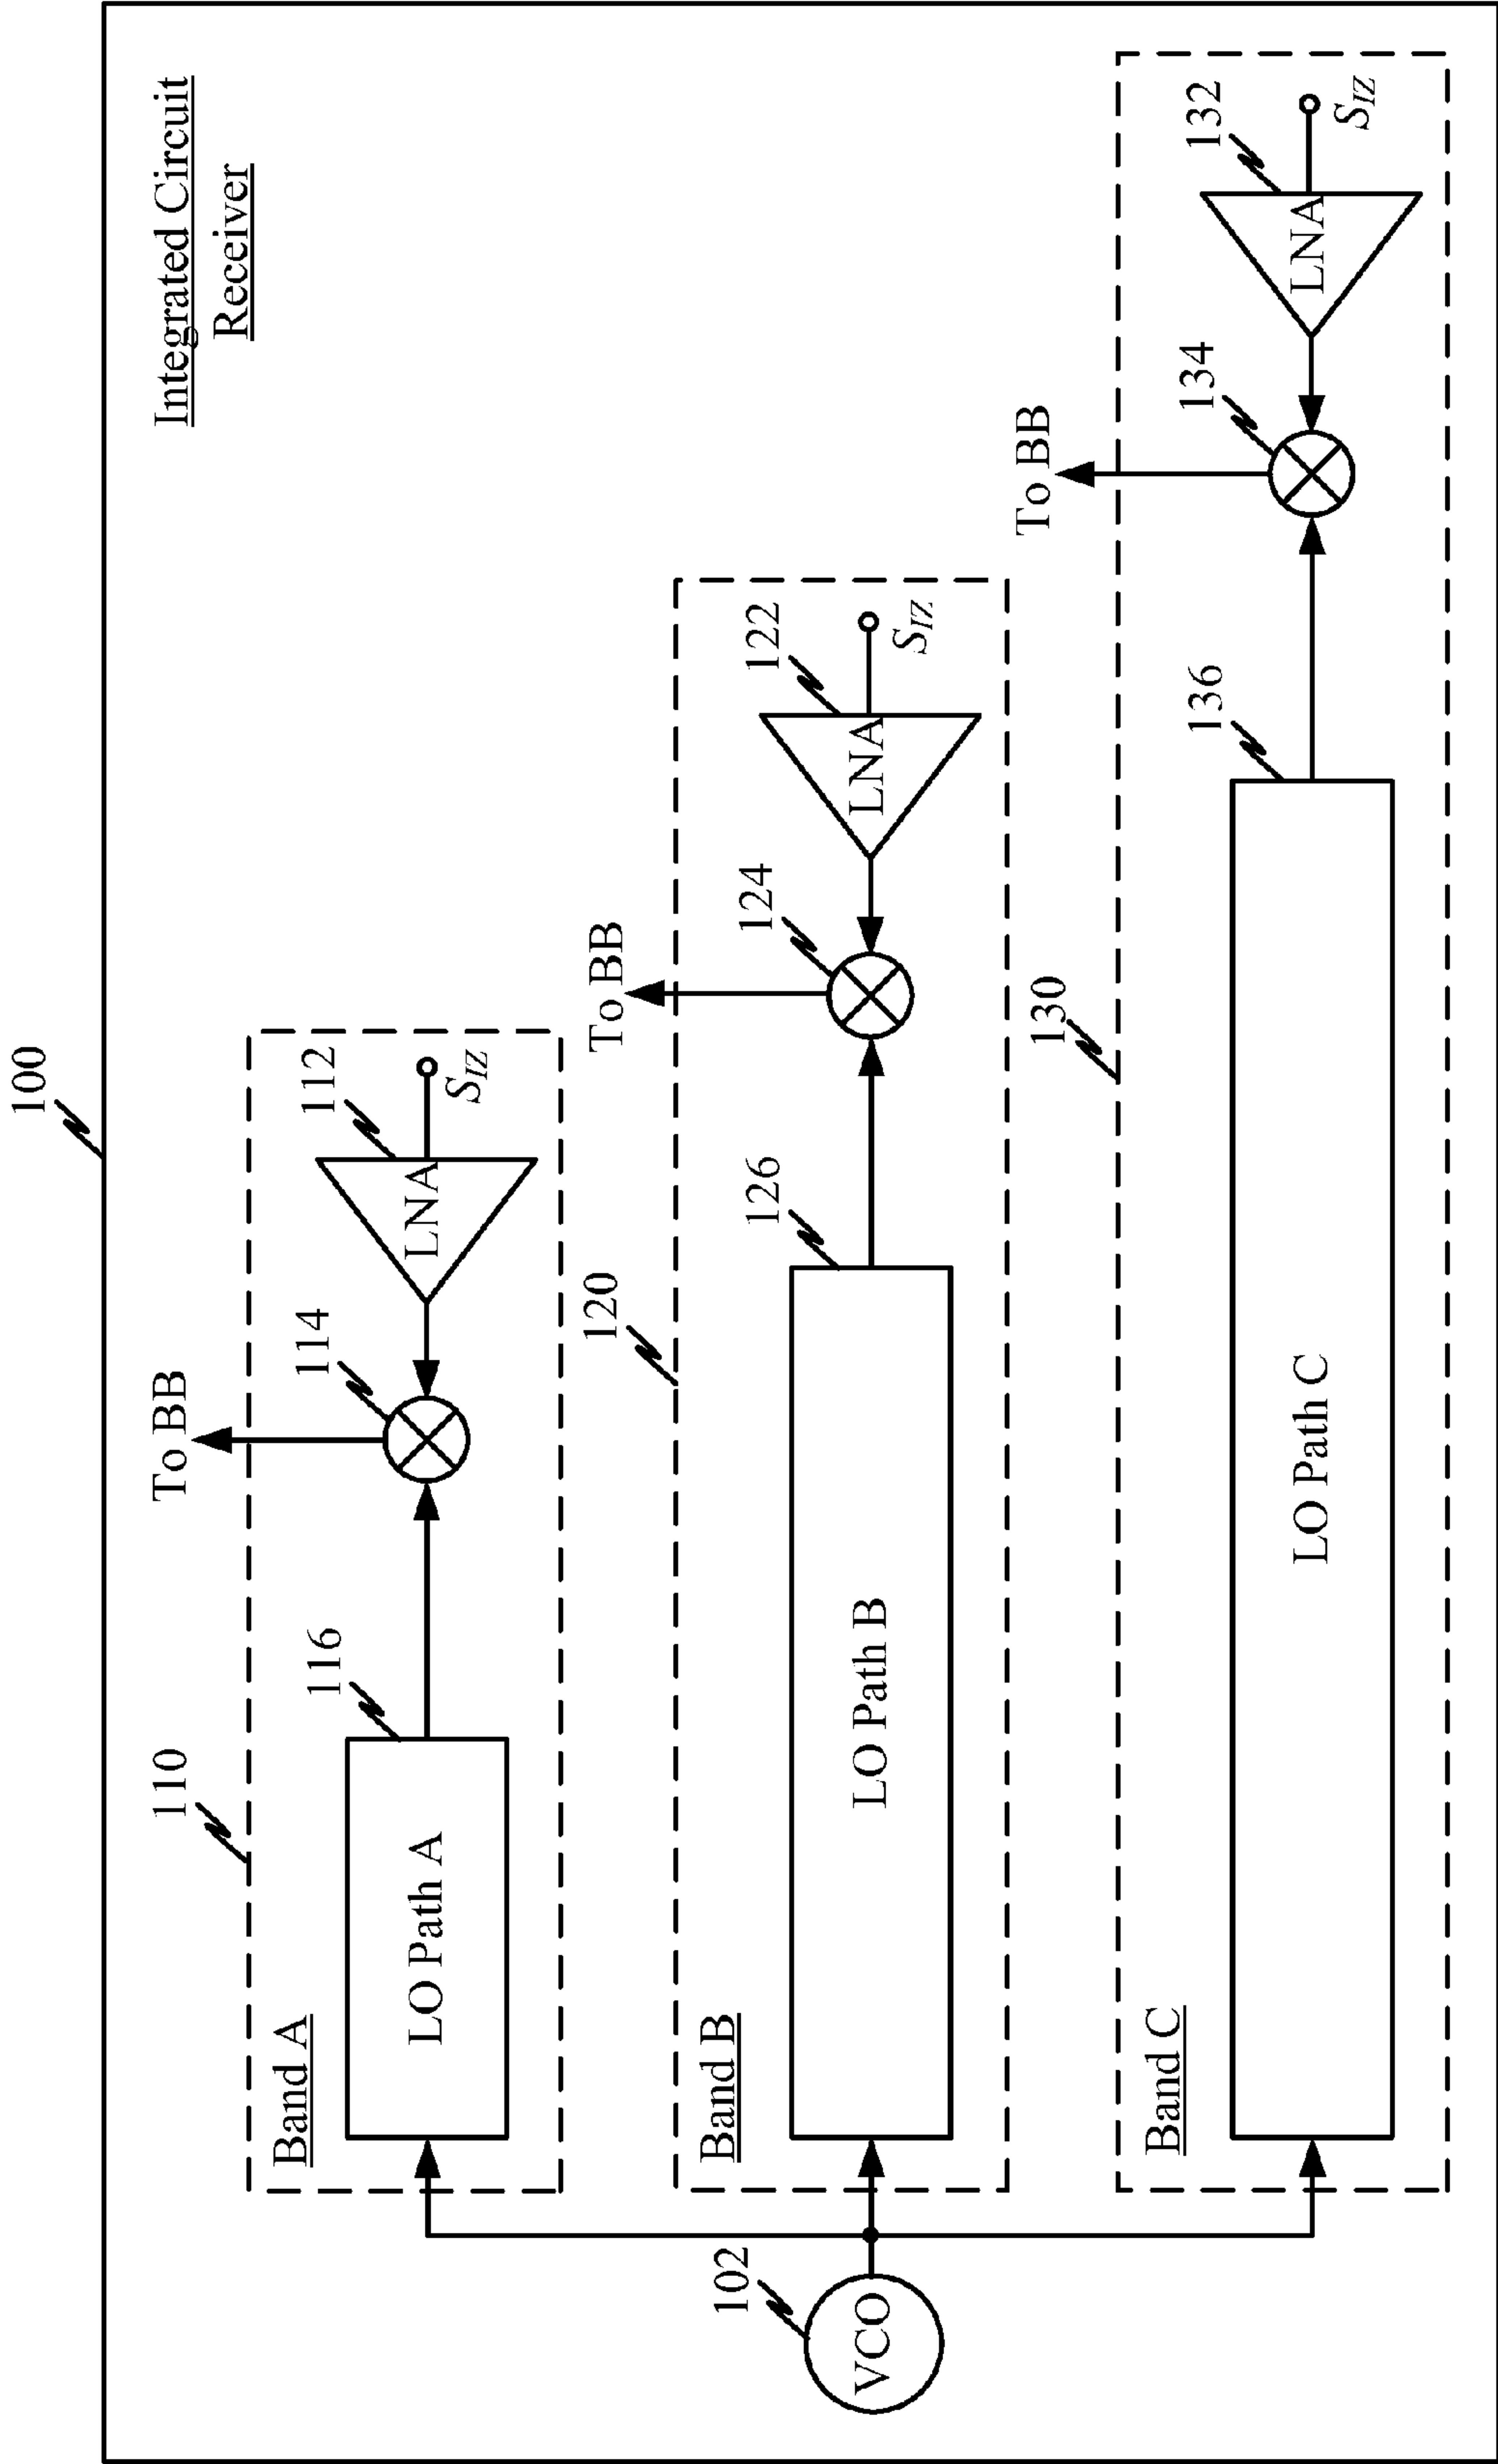 100
Integrated Circuit
Receiver
110
To BB
Band A
116
114
112
LO Path A
LNA
S_IZ
120
To BB
Band B
126
124
122
102
VCO
LO Path B
LNA
S_IZ
130
To BB
Band C
136
134
132
LO Path C
LNA
S_IZ